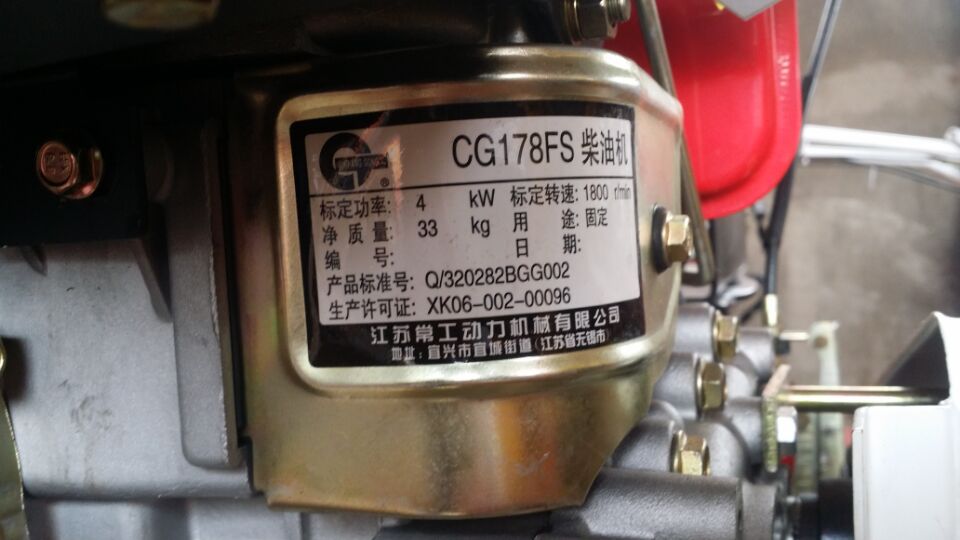 CG178FS 柴油机
®
标定功率: 4 kW 标定转速: 1800 r/min
净 质 量: 33 kg 用 途: 固定
编 号: 日 期:
产品标准号: Q/320282BGG002
生产许可证: XK06-002-00096
江苏常工动力机械有限公司
地址: 宜兴市宜城街道 (江苏省无锡市)